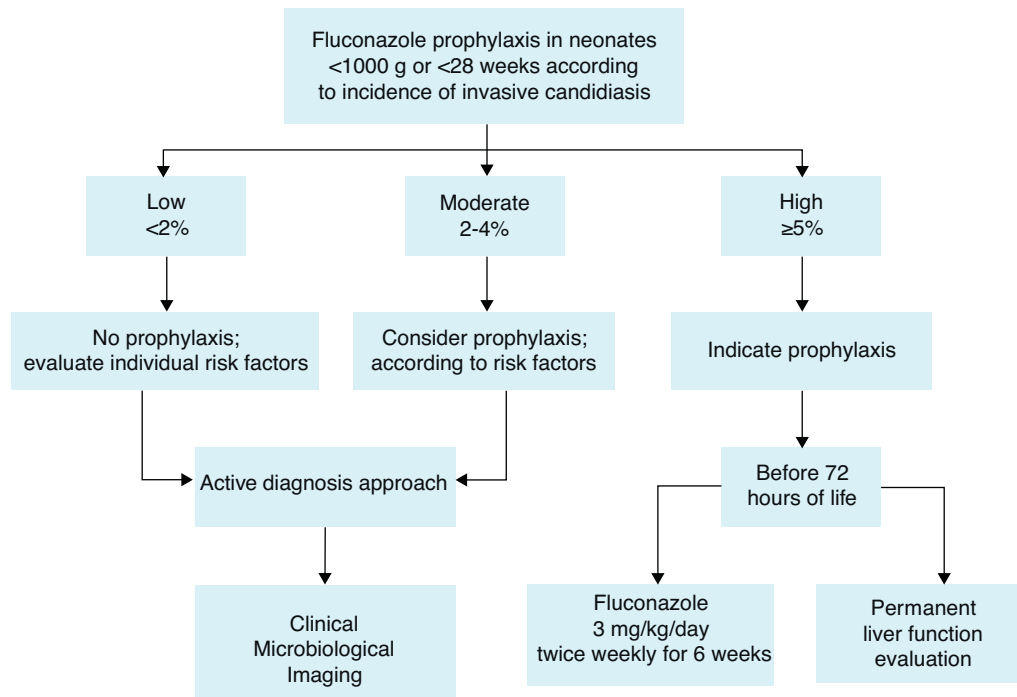 Fluconazole prophylaxis in neonates
<1000 g or <28 weeks according
to incidence of invasive candidiasis
Low
<2%
Moderate
2-4%
High
≥5%
No prophylaxis;
evaluate individual risk factors
Consider prophylaxis;
according to risk factors
Indicate prophylaxis
Active diagnosis approach
Before 72
hours of life
Clinical
Microbiological
Imaging
Fluconazole
3 mg/kg/day
twice weekly for 6 weeks
Permanent
liver function
evaluation